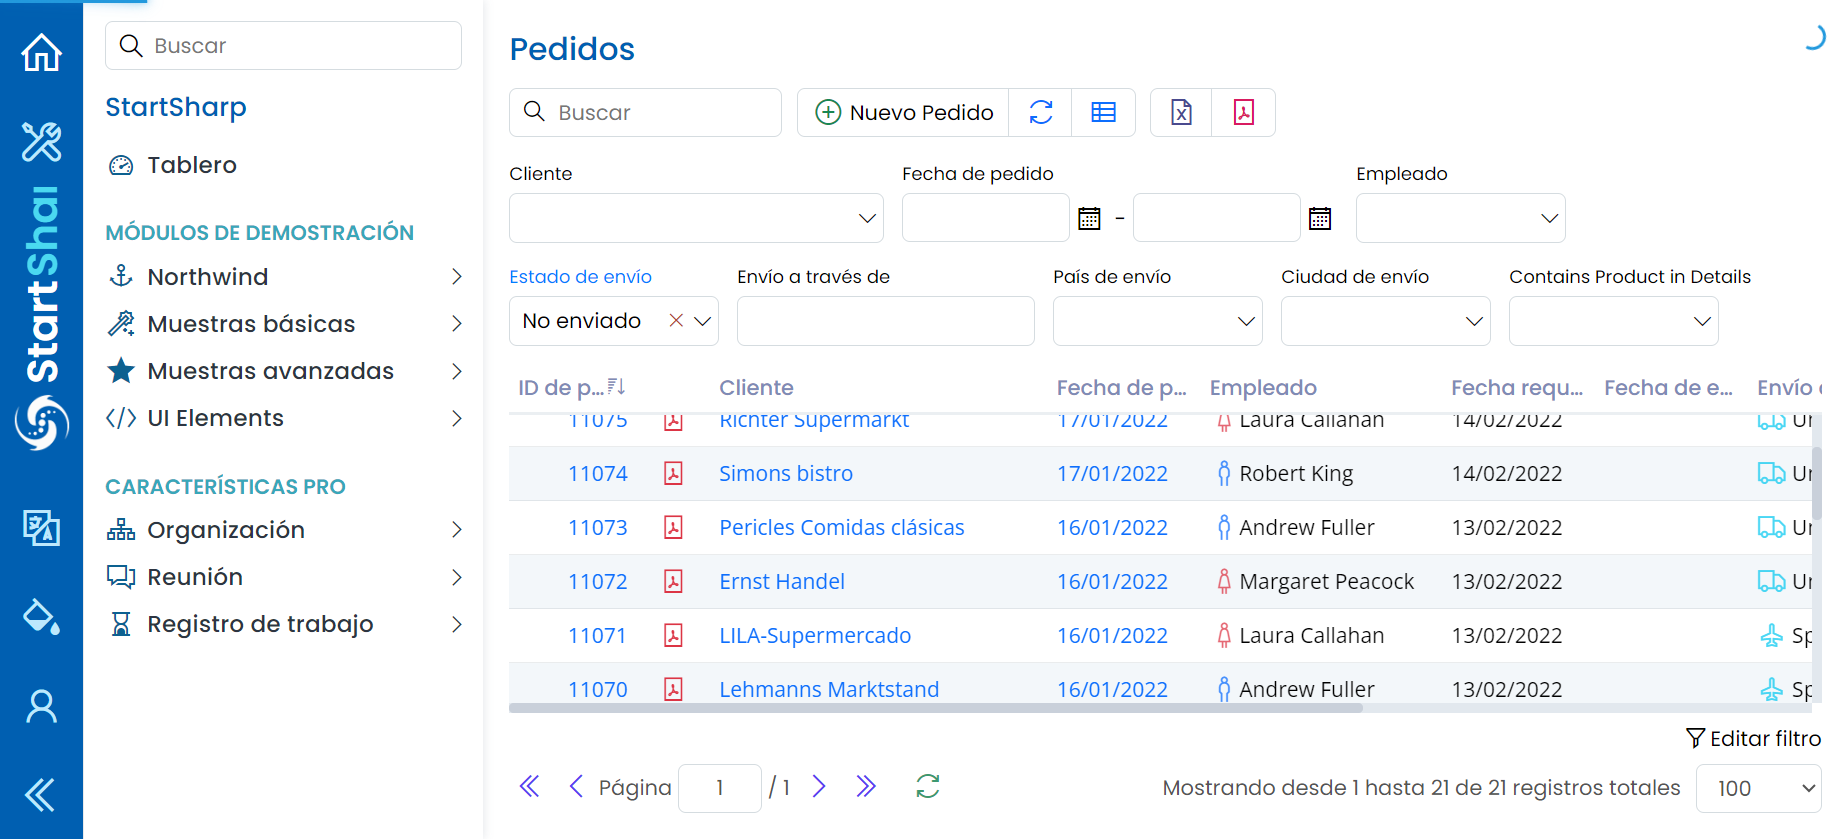 StartSharp
Buscar
StartSharp
Tablero
MÓDULOS DE DEMOSTRACIÓN
Northwind
Muestras básicas
Muestras avanzadas
UI Elements
CARACTERÍSTICAS PRO
Organización
Reunión
Registro de trabajo
Pedidos
Buscar
Nuevo Pedido
Cliente
Fecha de pedido
-
Empleado
Estado de envío
No enviado
Envío a través de
País de envío
Ciudad de envío
Contains Product in Details
ID de p... Cliente Fecha de p... Empleado Fecha requ... Fecha de e... Envío
11075 Richter Supermarkt 17/01/2022 Laura Callahan 14/02/2022
11074 Simons bistro 17/01/2022 Robert King 14/02/2022
11073 Pericles Comidas clásicas 16/01/2022 Andrew Fuller 13/02/2022
11072 Ernst Handel 16/01/2022 Margaret Peacock 13/02/2022
11071 LILA-Supermercado 16/01/2022 Laura Callahan 13/02/2022 Sp
11070 Lehmanns Marktstand 16/01/2022 Andrew Fuller 13/02/2022 Sp
Editar filtro
Página 1 / 1
Mostrando desde 1 hasta 21 de 21 registros totales 100